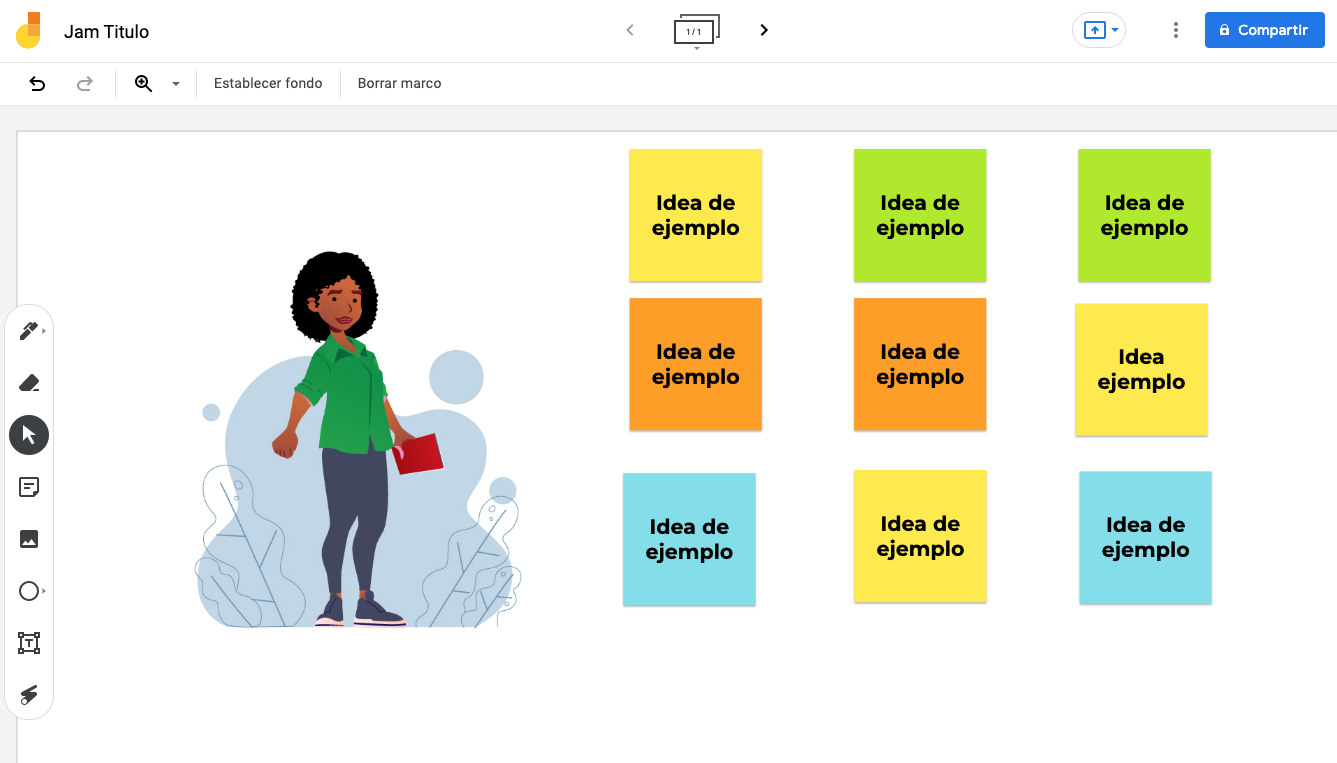 Jam Titulo
1 / 1
Compartir
Establecer fondo
Borrar marco
Idea de
ejemplo
Idea de
ejemplo
Idea de
ejemplo
Idea de
ejemplo
Idea de
ejemplo
Idea
ejemplo
Idea de
ejemplo
Idea de
ejemplo
Idea de
ejemplo
T